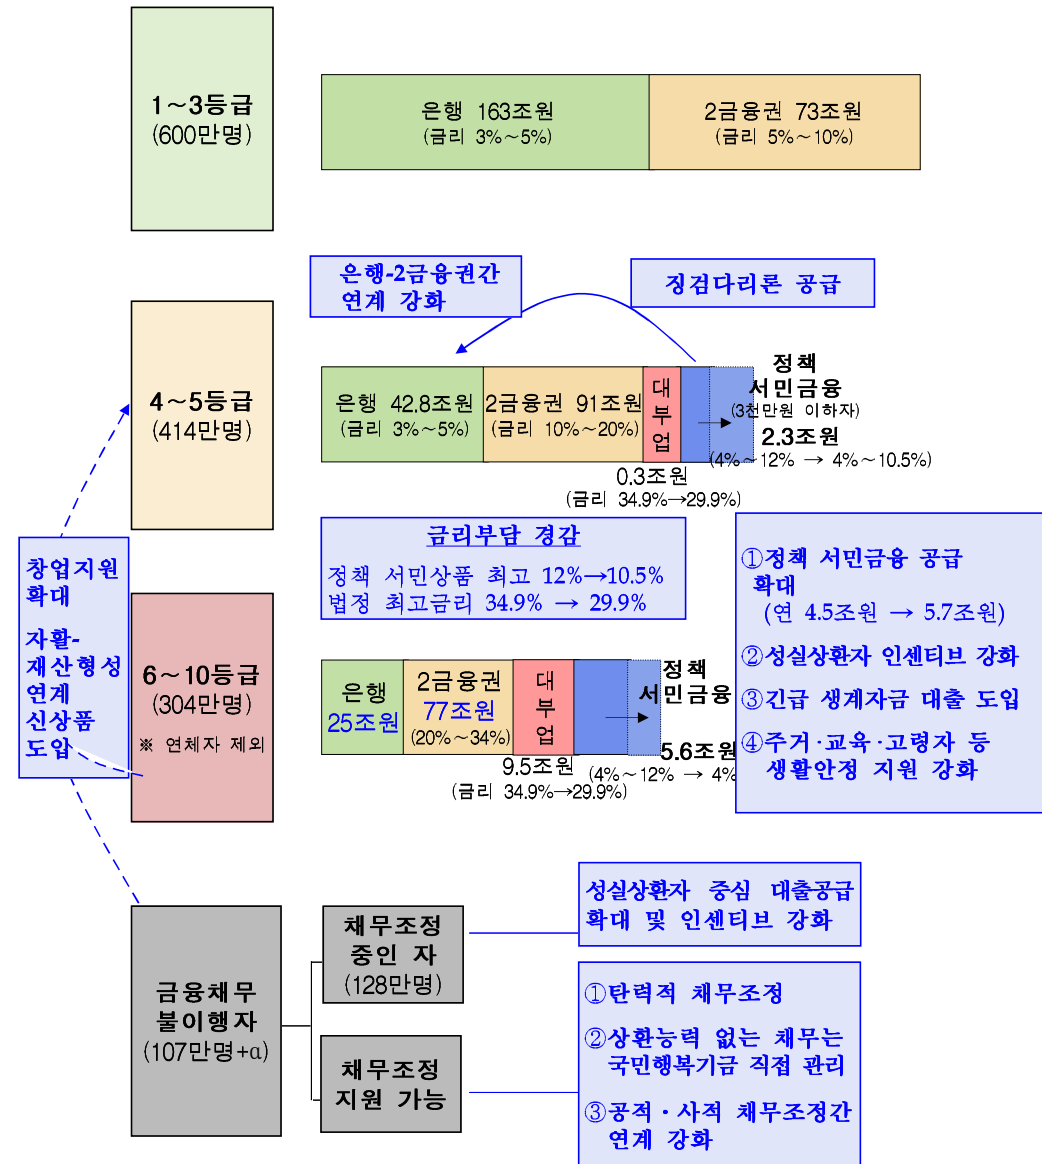 1～3등급
(600만명)
은행 163조원
(금리 3%～5%)
2금융권 73조원
(금리 5%～10%)
은행-2금융권간
연계 강화
징검다리론 공급
4～5등급
(414만명)
은행 42.8조원
(금리 3%～5%)
2금융권 91조원
(금리 10%～20%)
대
부
업
정책
서민금융
(3천만원 이하자)
2.3조원
(4%～12% → 4%～10.5%)
0.3조원
(금리 34.9%→29.9%)
금리부담 경감
정책 서민상품 최고 12%→10.5%
법정 최고금리 34.9% → 29.9%
①정책 서민금융 공급
확대
(연 4.5조원 → 5.7조원)
②성실상환자 인센티브 강화
③긴급 생계자금 대출 도입
④주거·교육·고령자 등
생활안정 지원 강화
창업지원
확대
자활-
재산형성
연계
신상품
도입
6～10등급
(304만명)
※ 연체자 제외
은행
25조원
2금융권
77조원
(20%～34%)
대
부
업
정책
서민금융
5.6조원
(4%～12% → 4%
9.5조원
(금리 34.9%→29.9%)
금융채무
불이행자
(107만명+α)
채무조정
중인 자
(128만명)
채무조정
지원 가능
성실상환자 중심 대출공급
확대 및 인센티브 강화
①탄력적 채무조정
②상환능력 없는 채무는
국민행복기금 직접 관리
③공적·사적 채무조정간
연계 강화